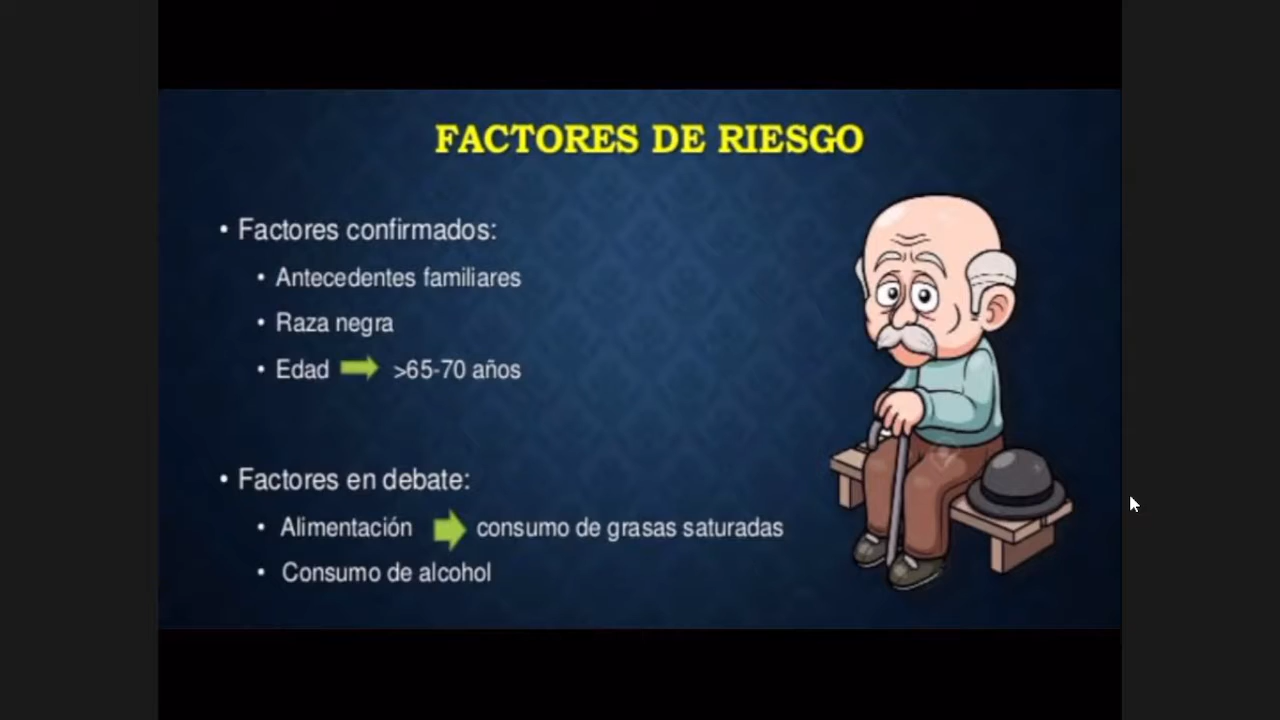 FACTORES DE RIESGO
• Factores confirmados:
• Antecedentes familiares
• Raza negra
• Edad >65-70 años
• Factores en debate:
• Alimentación consumo de grasas saturadas
• Consumo de alcohol